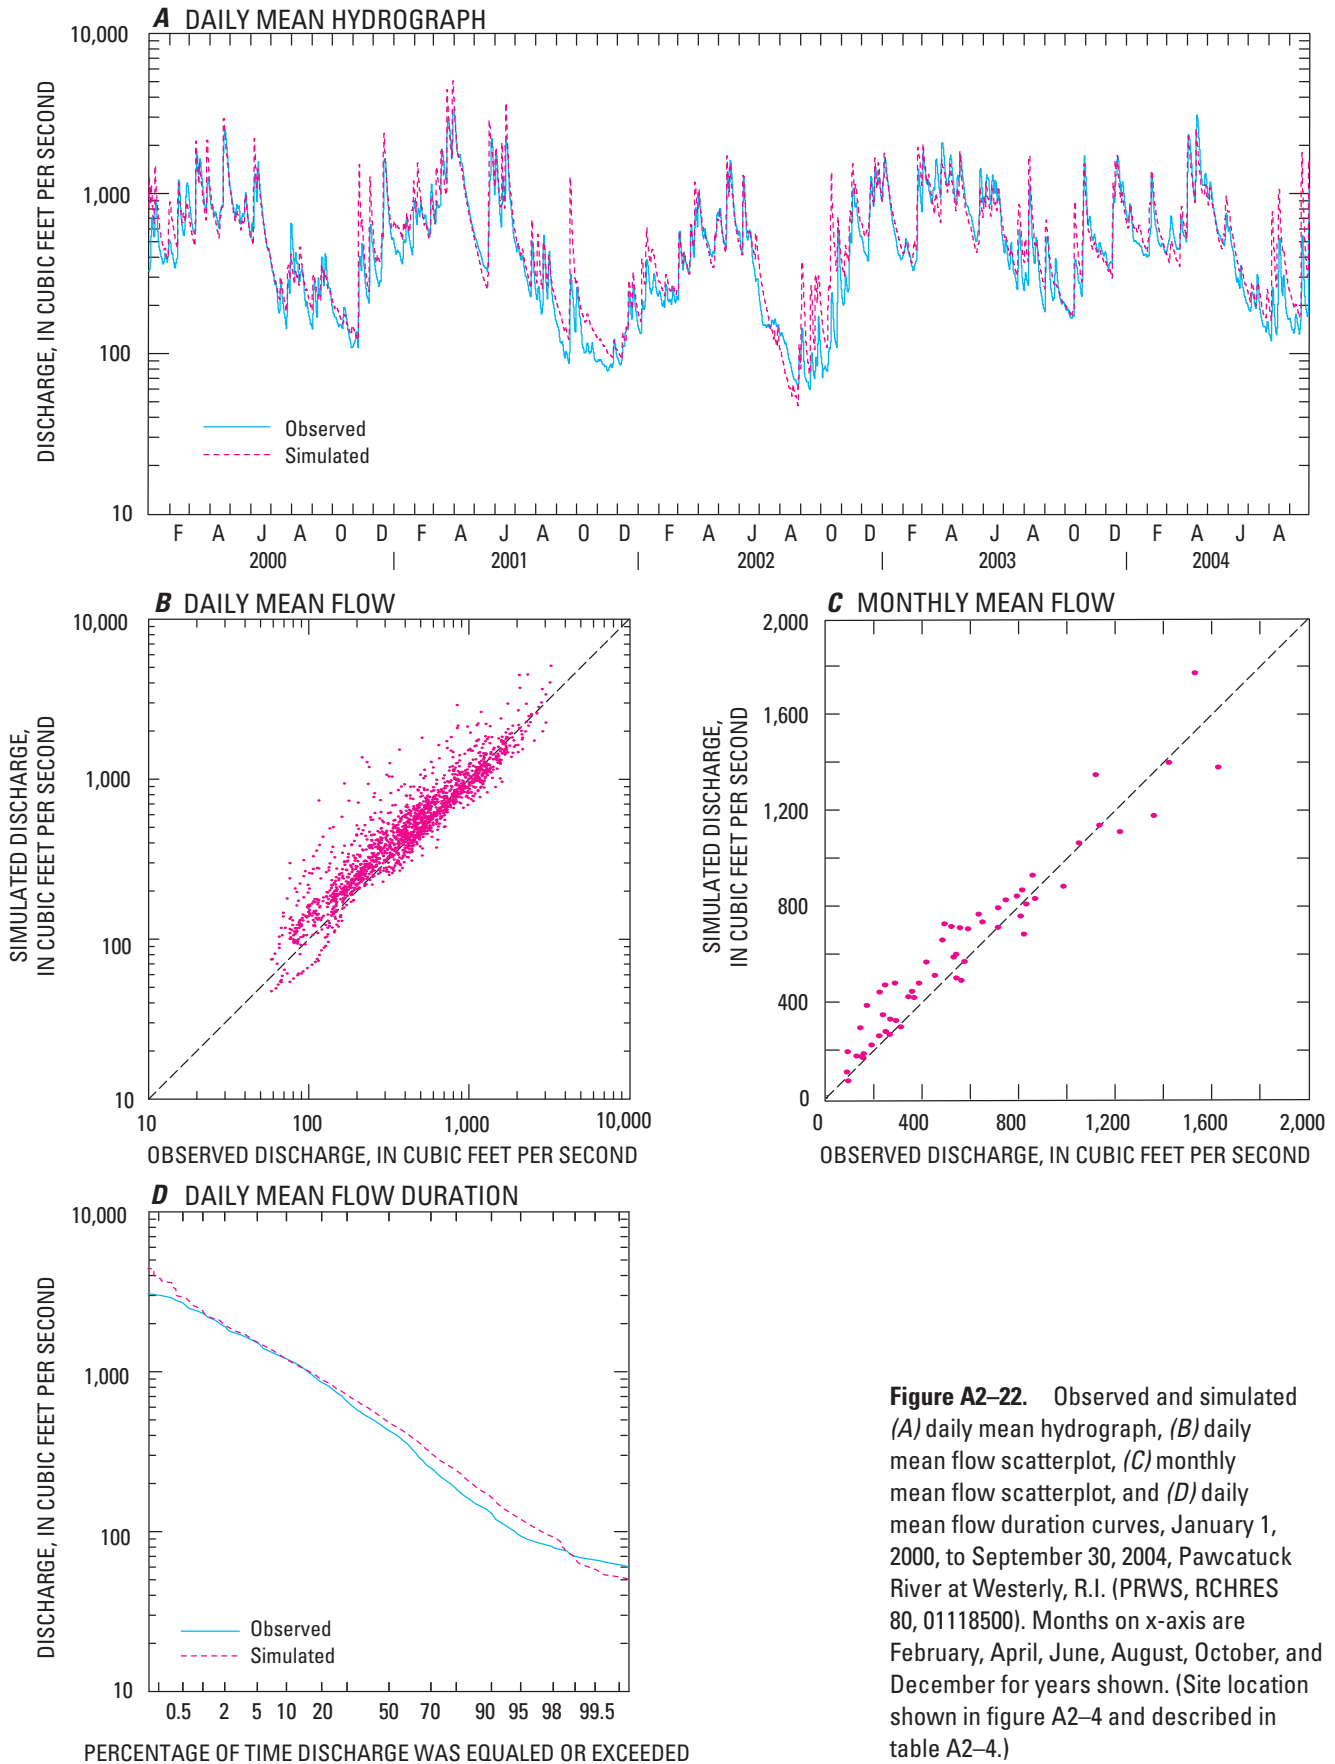 A DAILY MEAN HYDROGRAPH
DISCHARGE, IN CUBIC FEET PER SECOND
10,000
1,000
100
10
Observed
Simulated
F A J A O D F A J A O D F A J A O D F A J A O D F A J A
2000 | 2001 | 2002 | 2003 | 2004
B DAILY MEAN FLOW
SIMULATED DISCHARGE,
IN CUBIC FEET PER SECOND
10,000
1,000
100
10
10 100 1,000 10,000
OBSERVED DISCHARGE, IN CUBIC FEET PER SECOND
C MONTHLY MEAN FLOW
SIMULATED DISCHARGE,
IN CUBIC FEET PER SECOND
2,000
1,600
1,200
800
400
0
0 400 800 1,200 1,600 2,000
OBSERVED DISCHARGE, IN CUBIC FEET PER SECOND
D DAILY MEAN FLOW DURATION
DISCHARGE, IN CUBIC FEET PER SECOND
10,000
1,000
100
10
Observed
Simulated
0.5 2 5 10 20 50 70 90 95 98 99.5
PERCENTAGE OF TIME DISCHARGE WAS EQUALED OR EXCEEDED
Figure A2–22. Observed and simulated
(A) daily mean hydrograph, (B) daily
mean flow scatterplot, (C) monthly
mean flow scatterplot, and (D) daily
mean flow duration curves, January 1,
2000, to September 30, 2004, Pawcatuck
River at Westerly, R.I. (PRWS, RCHRES
80, 01118500). Months on x-axis are
February, April, June, August, October, and
December for years shown. (Site location
shown in figure A2–4 and described in
table A2–4.)